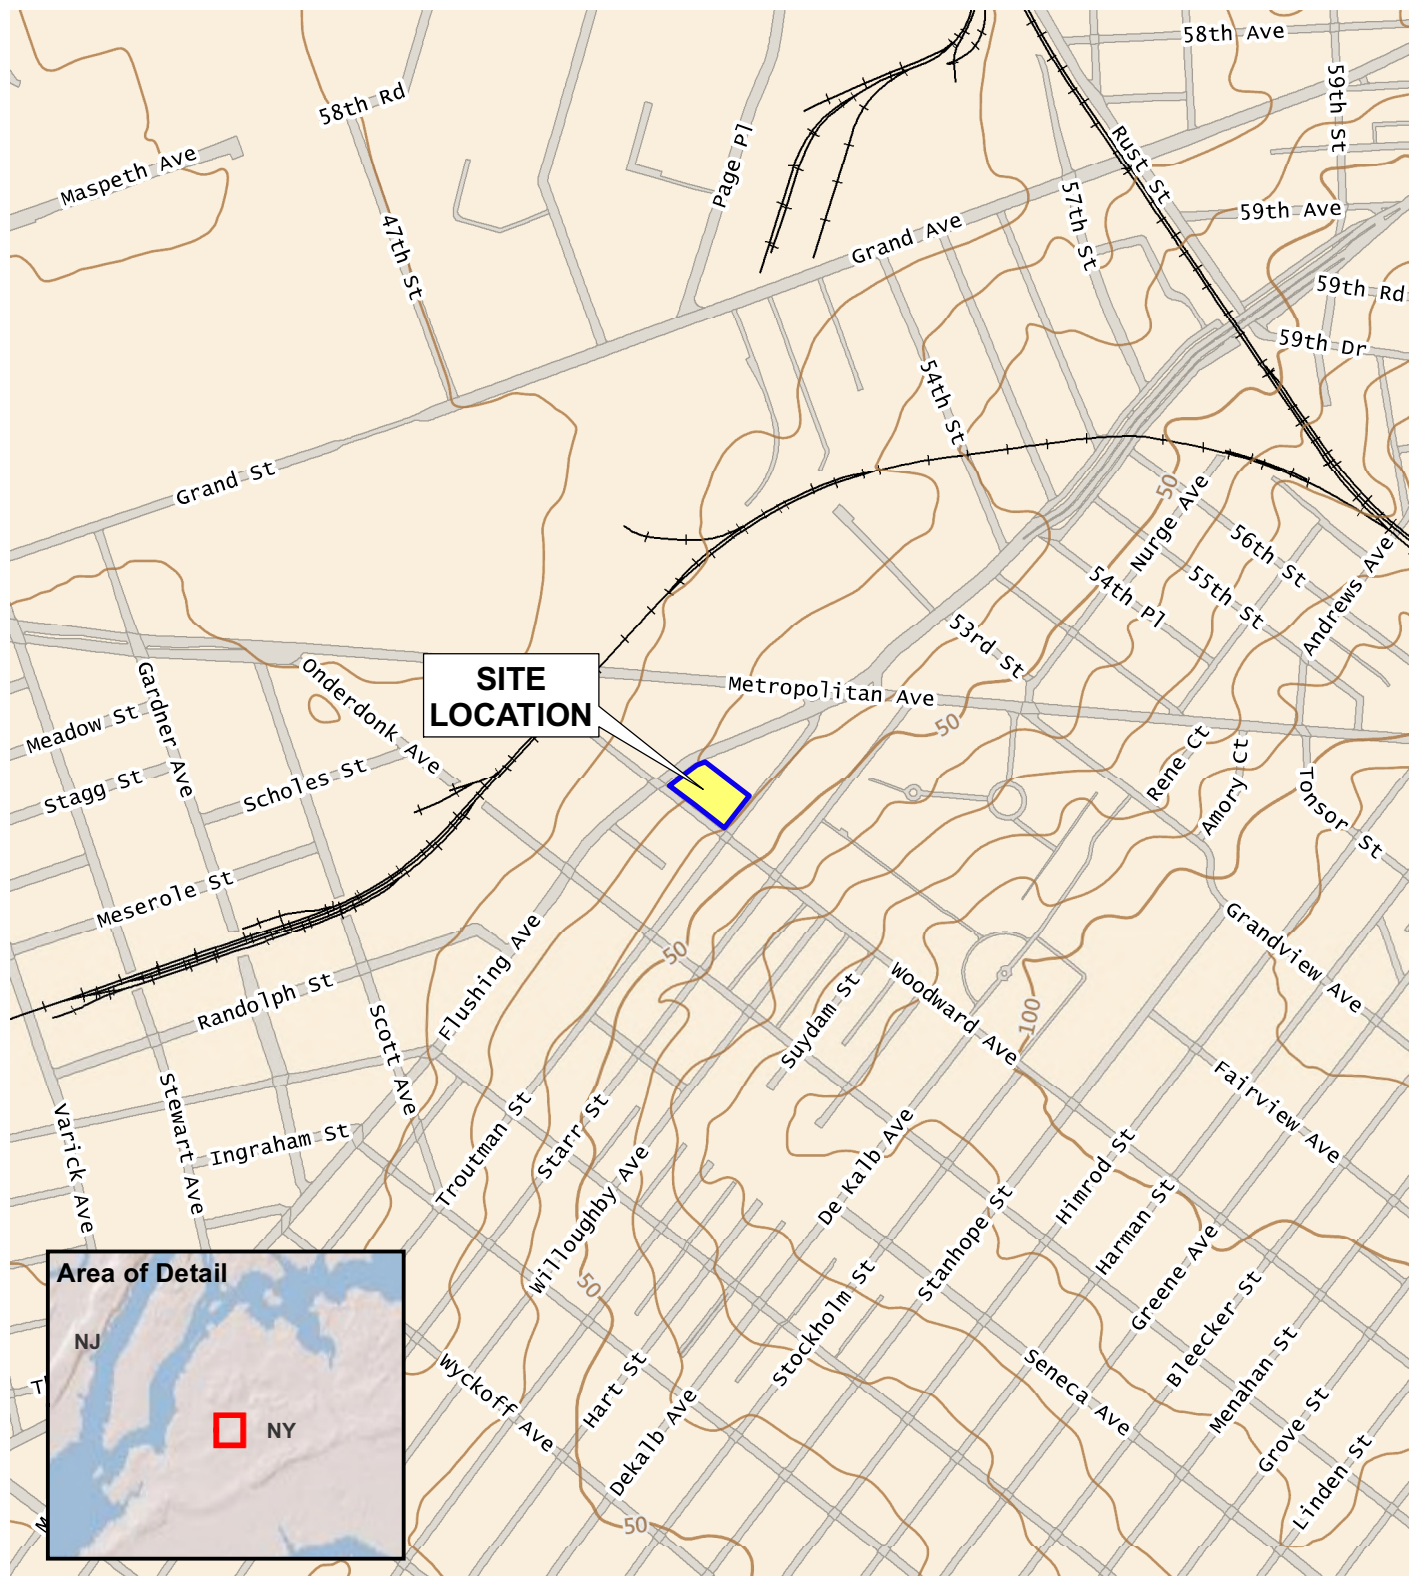 58th Ave
58th Rd
59th St
Rust St
Maspeth Ave
Page Pl
57th St
59th Ave
47th St
Grand Ave
59th Rd
59th Dr
54th St
Grand St
50
Nurge Ave
56th St
55th St
54th Pl
Andrews Ave
53rd St
SITE
LOCATION
Onderdonk Ave
Gardner Ave
Metropolitan Ave
50
Meadow St
Stagg St
Scholes St
Rene Ct
Amory Ct
Tonsor St
Meserole St
Flushing Ave
50
Grandview Ave
Woodward Ave
Suydam St
100
Randolph St
Scott Ave
Fairview Ave
Stewart Ave
Varick Ave
Ingraham St
Troutman St
Starr St
Willoughby Ave
De Kalb Ave
Himrod St
Harman St
Stanhope St
Greene Ave
Area of Detail
NJ
NY
50
Stockholm St
Bleecker St
Menahan St
Seneca Ave
Wyckoff Ave
Hart St
Dekalb Ave
Grove St
Linden St
50